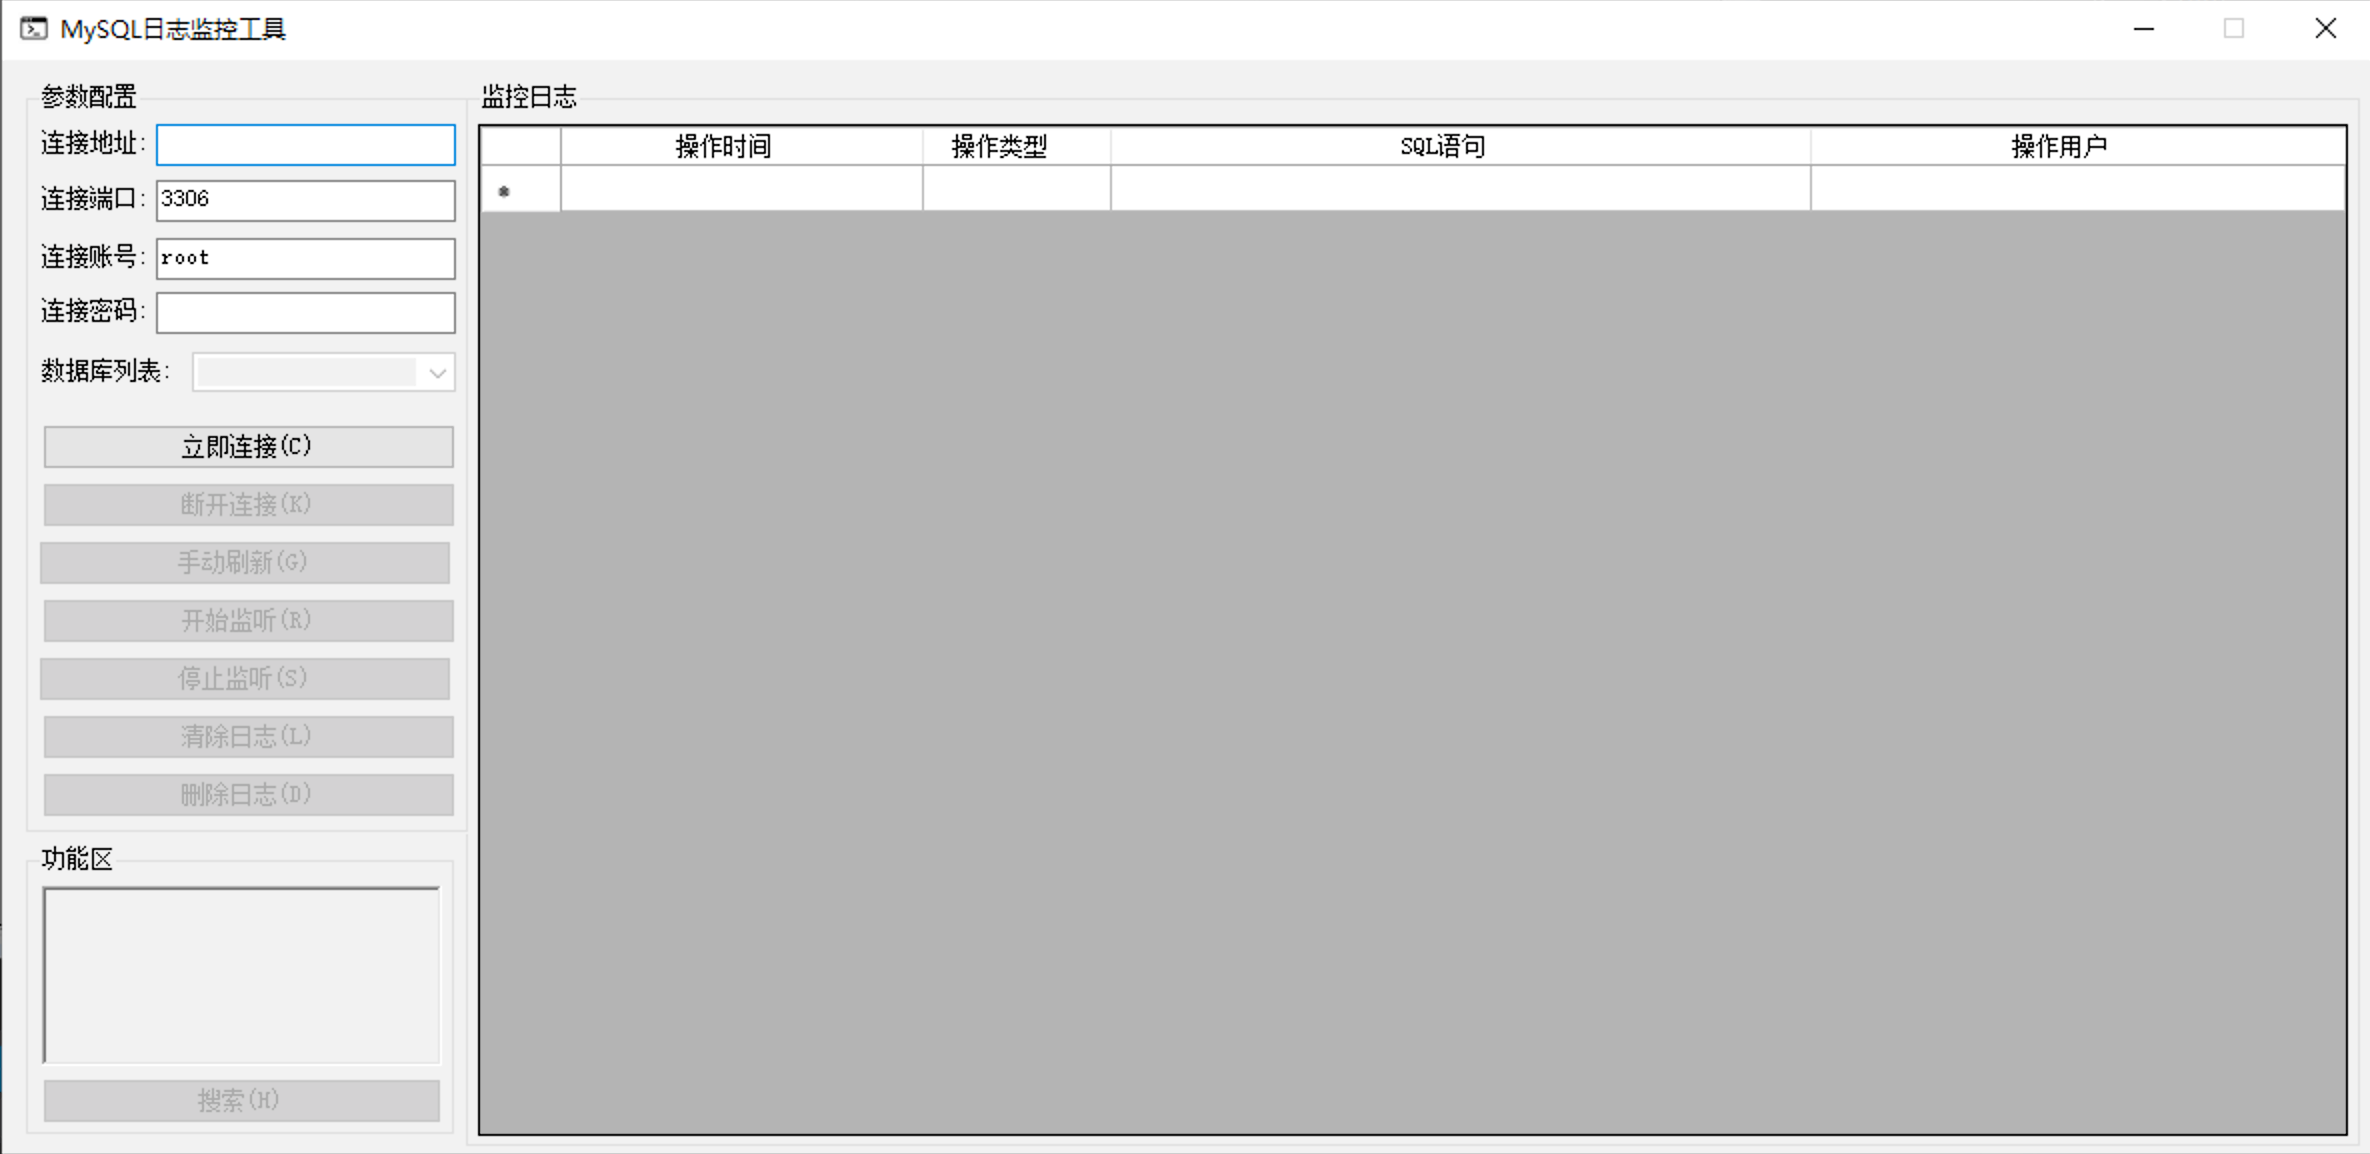 MySQL日志监控工具
参数配置
连接地址:
连接端口: 3306
连接账号: root
连接密码:
数据库列表:
立即连接(C)
断开连接(K)
手动刷新(G)
开始监听(R)
停止监听(S)
清除日志(L)
删除日志(D)
功能区
搜索(H)
监控日志
操作时间 操作类型 SQL语句 操作用户